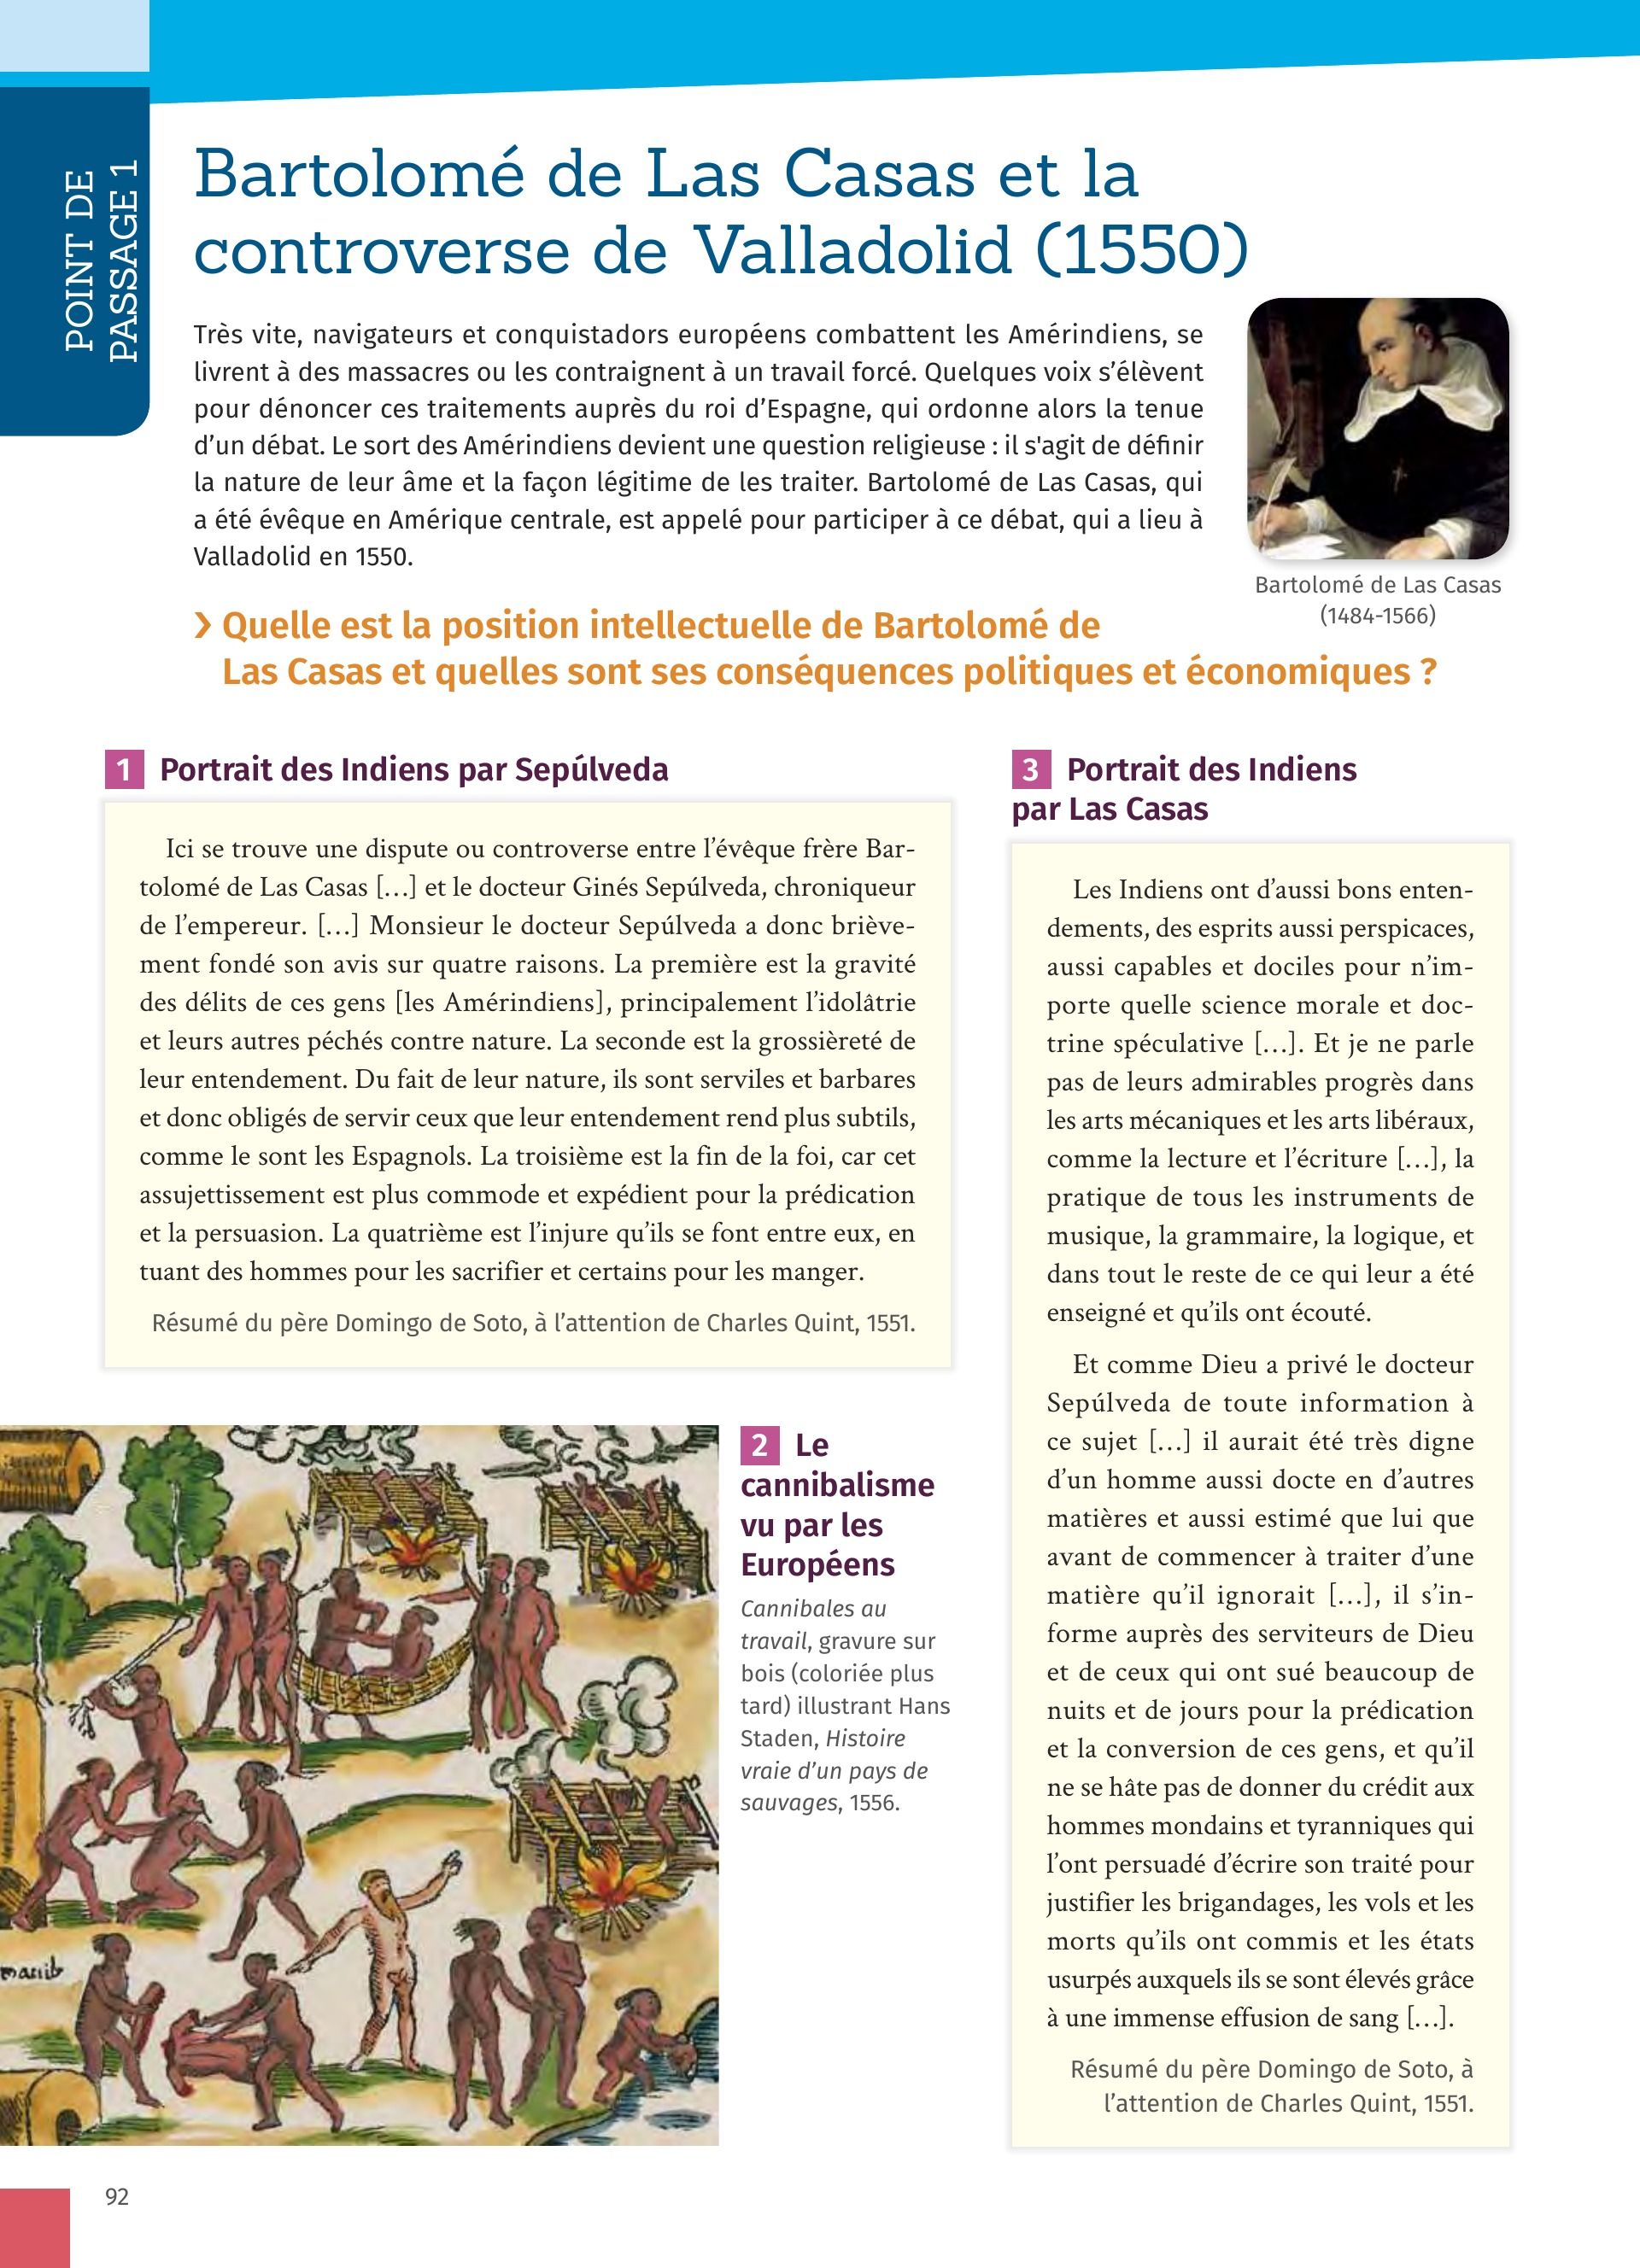 POINT DE
PASSAGE 1
Bartolomé de Las Casas et la
controverse de Valladolid (1550)
Très vite, navigateurs et conquistadors européens combattent les Amérindiens, se
livrent à des massacres ou les contraignent à un travail forcé. Quelques voix s’élèvent
pour dénoncer ces traitements auprès du roi d’Espagne, qui ordonne alors la tenue
d’un débat. Le sort des Amérindiens devient une question religieuse : il s'agit de définir
la nature de leur âme et la façon légitime de les traiter. Bartolomé de Las Casas, qui
a été évêque en Amérique centrale, est appelé pour participer à ce débat, qui a lieu à
Valladolid en 1550.
Bartolomé de Las Casas
(1484-1566)
› Quelle est la position intellectuelle de Bartolomé de
Las Casas et quelles sont ses conséquences politiques et économiques ?
1 Portrait des Indiens par Sepúlveda
Ici se trouve une dispute ou controverse entre l’évêque frère Bar-
tolomé de Las Casas […] et le docteur Ginés Sepúlveda, chroniqueur
de l’empereur. […] Monsieur le docteur Sepúlveda a donc briève-
ment fondé son avis sur quatre raisons. La première est la gravité
des délits de ces gens [les Amérindiens], principalement l’idolâtrie
et leurs autres péchés contre nature. La seconde est la grossièreté de
leur entendement. Du fait de leur nature, ils sont serviles et barbares
et donc obligés de servir ceux que leur entendement rend plus subtils,
comme le sont les Espagnols. La troisième est la fin de la foi, car cet
assujettissement est plus commode et expédient pour la prédication
et la persuasion. La quatrième est l’injure qu’ils se font entre eux, en
tuant des hommes pour les sacrifier et certains pour les manger.
Résumé du père Domingo de Soto, à l’attention de Charles Quint, 1551.
2 Le
cannibalisme
vu par les
Européens
Cannibales au
travail, gravure sur
bois (coloriée plus
tard) illustrant Hans
Staden, Histoire
vraie d’un pays de
sauvages, 1556.
3 Portrait des Indiens
par Las Casas
Les Indiens ont d’aussi bons enten-
dements, des esprits aussi perspicaces,
aussi capables et dociles pour n’im-
porte quelle science morale et doc-
trine spéculative […]. Et je ne parle
pas de leurs admirables progrès dans
les arts mécaniques et les arts libéraux,
comme la lecture et l’écriture […], la
pratique de tous les instruments de
musique, la grammaire, la logique, et
dans tout le reste de ce qui leur a été
enseigné et qu’ils ont écouté.
Et comme Dieu a privé le docteur
Sepúlveda de toute information à
ce sujet […] il aurait été très digne
d’un homme aussi docte en d’autres
matières et aussi estimé que lui que
avant de commencer à traiter d’une
matière qu’il ignorait […], il s’in-
forme auprès des serviteurs de Dieu
et de ceux qui ont sué beaucoup de
nuits et de jours pour la prédication
et la conversion de ces gens, et qu’il
ne se hâte pas de donner du crédit aux
hommes mondains et tyranniques qui
l’ont persuadé d’écrire son traité pour
justifier les brigandages, les vols et les
morts qu’ils ont commis et les états
usurpés auxquels ils se sont élevés grâce
à une immense effusion de sang […].
Résumé du père Domingo de Soto, à
l’attention de Charles Quint, 1551.
92